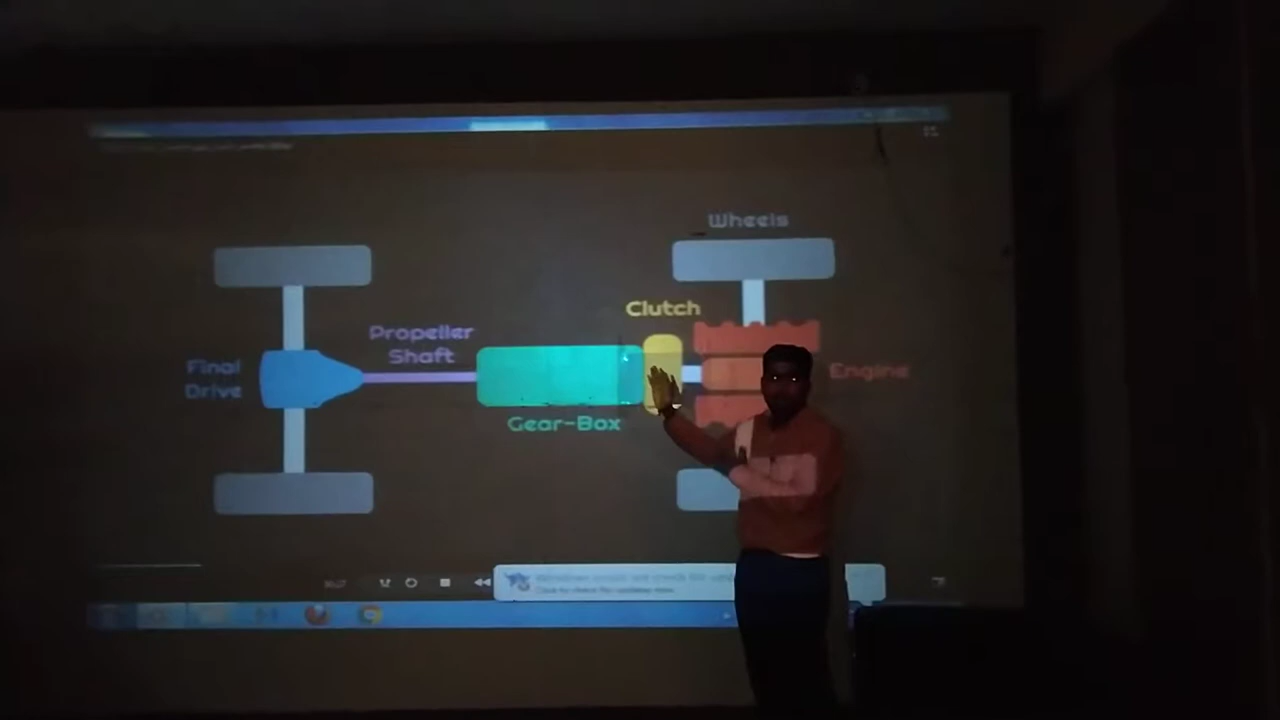 Wheels
Clutch
Propeller
Shaft
Final
Drive
Engine
Gear-Box